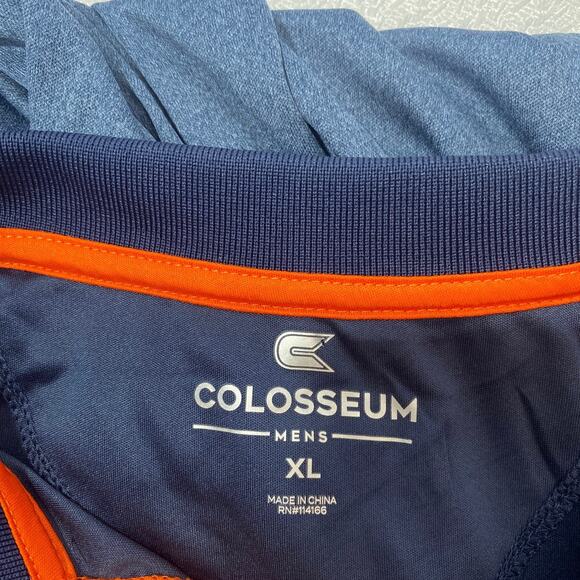 COLOSSEUM
MENS
XL
MADE IN CHINA
RN#114166